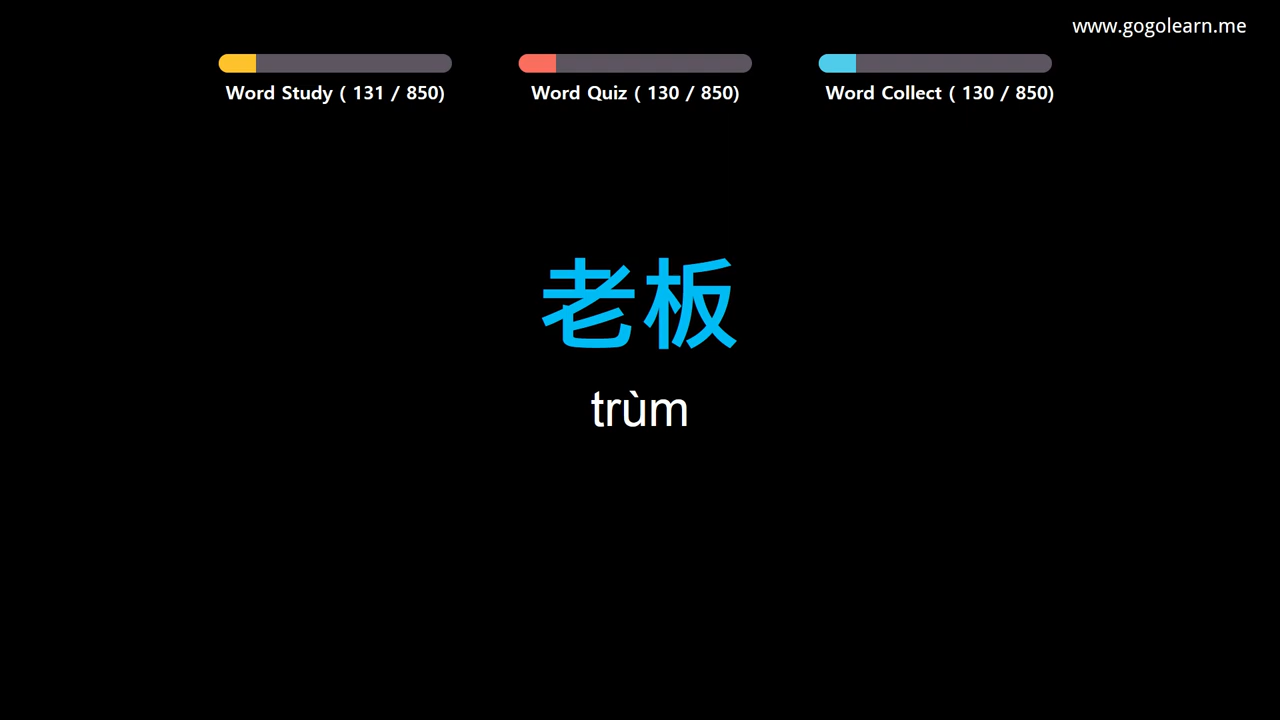 www.gogolearn.me
Word Study ( 131 / 850)
Word Quiz ( 130 / 850)
Word Collect ( 130 / 850)
老板
trùm